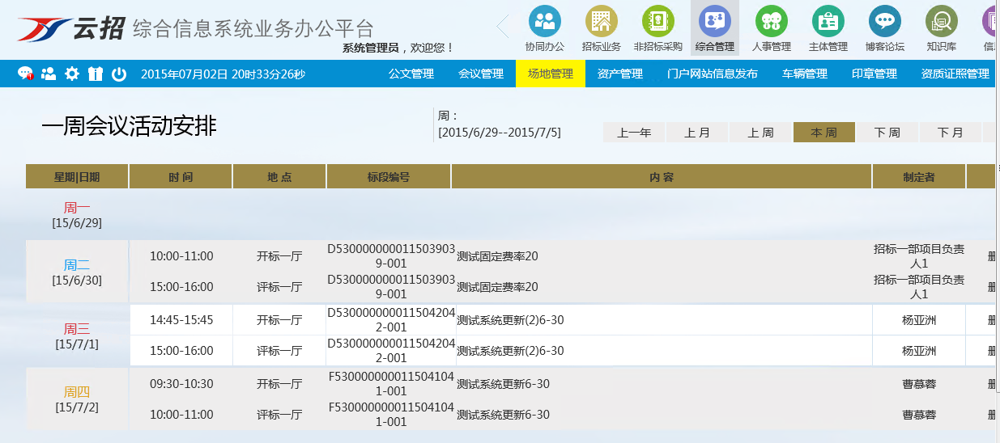 云招 综合信息系统业务办公平台
系统管理员，欢迎您！
协同办公 招标业务 非招标采购 综合管理 人事管理 主体管理 博客论坛 知识库
2015年07月02日 20时33分26秒 公文管理 会议管理 场地管理 资产管理 门户网站信息发布 车辆管理 印章管理 资质证照管理
一周会议活动安排
周：
[2015/6/29--2015/7/5]
上一年 上 月 上 周 本 周 下 周 下 月
星期|日期 时 间 地 点 标段编号 内 容 制定者
周一
[15/6/29]
周二
[15/6/30]
10:00-11:00 开标一厅 D530000000011503903
9-001
测试固定费率20 招标一部项目负责
人1
15:00-16:00 评标一厅 D530000000011503903
9-001
测试固定费率20 招标一部项目负责
人1
周三
[15/7/1]
14:45-15:45 开标一厅 D530000000011504204
2-001
测试系统更新(2)6-30 杨亚洲
15:00-16:00 评标一厅 D530000000011504204
2-001
测试系统更新(2)6-30 杨亚洲
周四
[15/7/2]
09:30-10:30 开标一厅 F530000000011504104
1-001
测试系统更新6-30 曹慕蓉
10:00-11:00 评标一厅 F530000000011504104
1-001
测试系统更新6-30 曹慕蓉